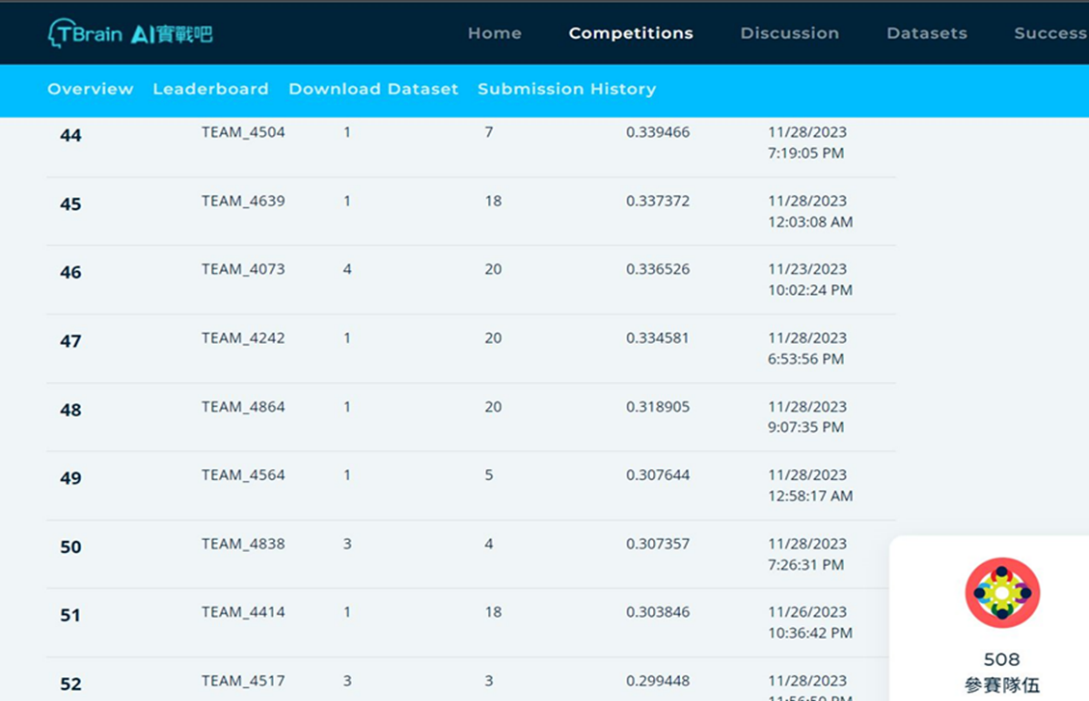 TBrain AI實戰吧 Home Competitions Discussion Datasets Success
Overview Leaderboard Download Dataset Submission History
44 TEAM_4504 1 7 0.339466 11/28/2023
7:19:05 PM
45 TEAM_4639 1 18 0.337372 11/28/2023
12:03:08 AM
46 TEAM_4073 4 20 0.336526 11/23/2023
10:02:24 PM
47 TEAM_4242 1 20 0.334581 11/28/2023
6:53:56 PM
48 TEAM_4864 1 20 0.318905 11/28/2023
9:07:35 PM
49 TEAM_4564 1 5 0.307644 11/28/2023
12:58:17 AM
50 TEAM_4838 3 4 0.307357 11/28/2023
7:26:31 PM
51 TEAM_4414 1 18 0.303846 11/26/2023
10:36:42 PM
52 TEAM_4517 3 3 0.299448 11/28/2023
508
參賽隊伍